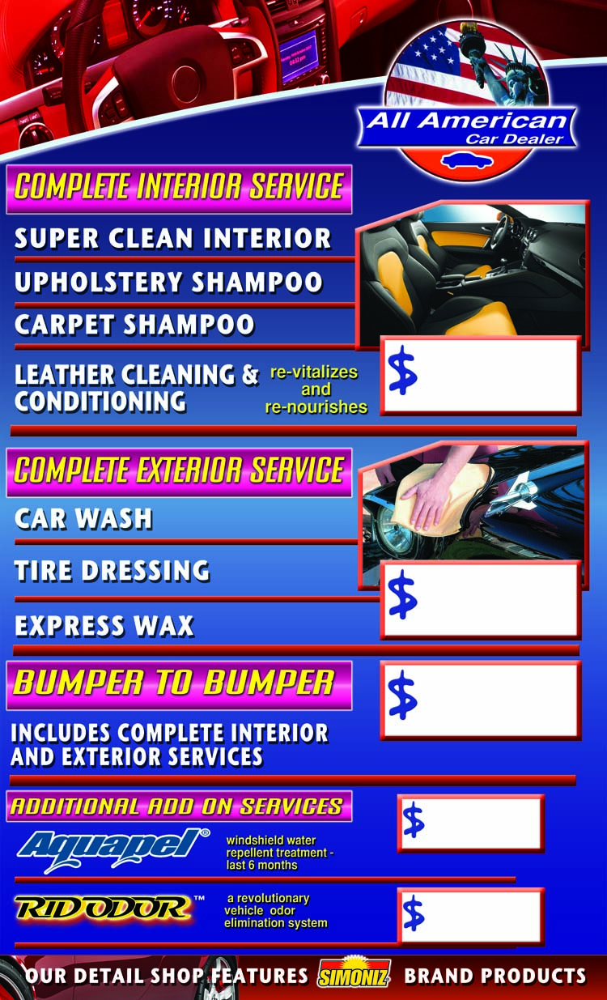 All American
Car Dealer
COMPLETE INTERIOR SERVICE
SUPER CLEAN INTERIOR
UPHOLSTERY SHAMPOO
CARPET SHAMPOO
LEATHER CLEANING &
CONDITIONING
re-vitalizes
and
re-nourishes
$
COMPLETE EXTERIOR SERVICE
CAR WASH
TIRE DRESSING
$
EXPRESS WAX
BUMPER TO BUMPER
$
INCLUDES COMPLETE INTERIOR
AND EXTERIOR SERVICES
ADDITIONAL ADD ON SERVICES
Aquapel®
windshield water
repellent treatment -
last 6 months
$
RID ODOR™
a revolutionary
vehicle odor
elimination system
$
OUR DETAIL SHOP FEATURES SIMONIZ® BRAND PRODUCTS